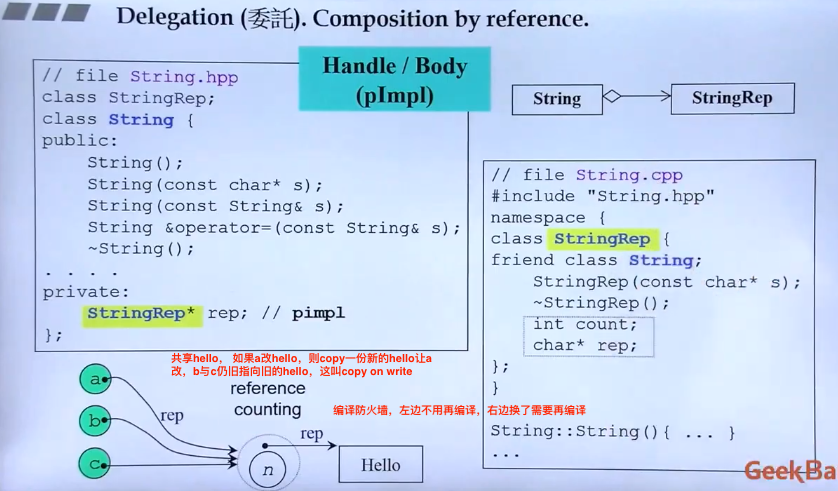 Delegation (委託). Composition by reference.
Handle / Body
(pImpl)
// file String.hpp
class StringRep;
class String {
public:
String();
String(const char* s);
String(const String& s);
String &operator=(const String& s);
~String();
. . . .
private:
StringRep* rep; // pimpl
};
String
StringRep
// file String.cpp
#include "String.hpp"
namespace {
class StringRep {
friend class String;
StringRep(const char* s);
~StringRep();
int count;
char* rep;
};
}
String::String(){ ... }
...
共享hello， 如果a改hello，则copy一份新的hello让a
改，b与c仍旧指向旧的hello，这叫copy on write
编译防火墙，左边不用再编译，右边换了需要再编译
a
b
c
rep
reference
counting
rep
n
Hello
GeekBa